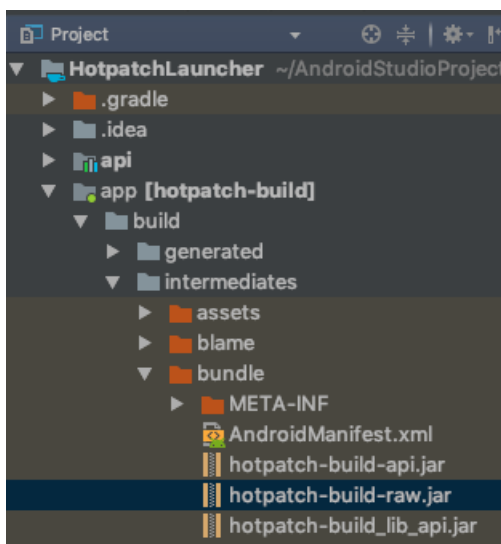 Project
HotpatchLauncher ~/AndroidStudioProject
.gradle
.idea
api
app [hotpatch-build]
build
generated
intermediates
assets
blame
bundle
META-INF
AndroidManifest.xml
hotpatch-build-api.jar
hotpatch-build-raw.jar
hotpatch-build_lib_api.jar